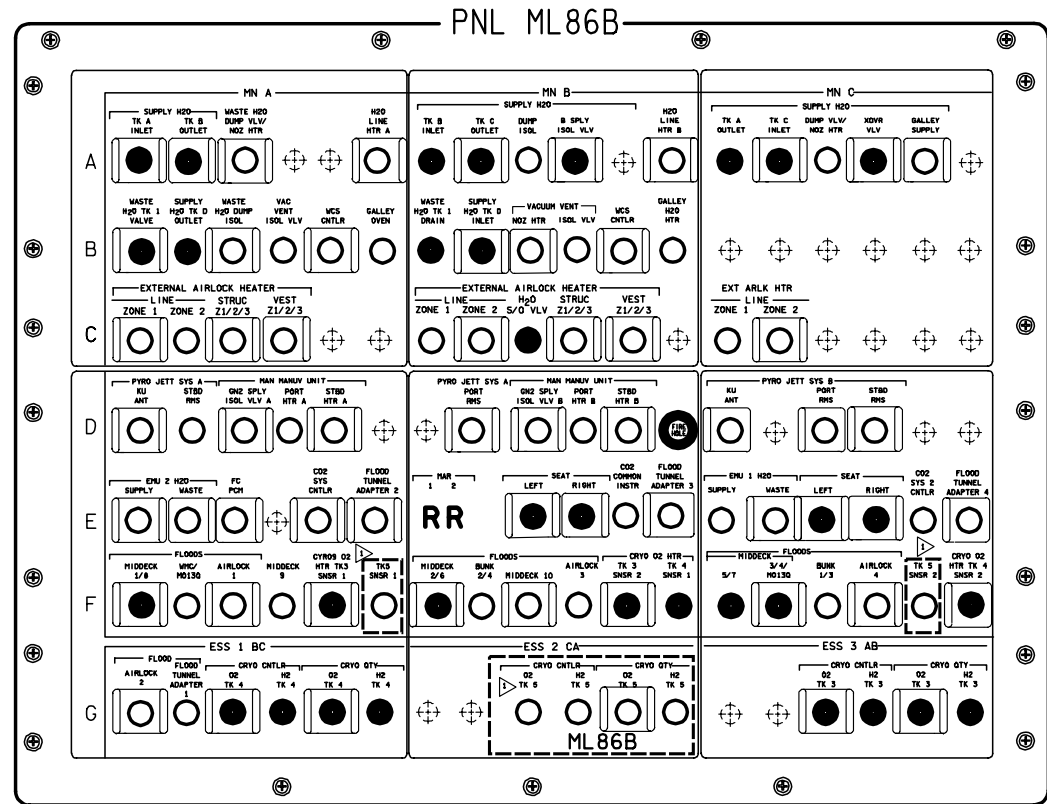 PNL ML86B
MN A
MN B
MN C
SUPPLY H2O
WASTE H2O
H2O
SUPPLY H2O
H2O
SUPPLY H2O
TK A
TK B
DUMP VLV/
LINE
TK B
TK C
DUMP
B SPLY
LINE
TK A
TK C
DUMP VLV/
XOVR
GALLEY
INLET
OUTLET
NOZ HTR
HTR A
INLET
OUTLET
ISOL
ISOL VLV
HTR B
OUTLET
INLET
NOZ HTR
VLV
SUPPLY
A
WASTE
SUPPLY
WASTE
VAC
WASTE
SUPPLY
VACUUM VENT
GALLEY
H2O TK 1
H2O TK D
H2O DUMP
VENT
WCS
GALLEY
H2O TK 1
H2O TK D
WCS
H2O
VALVE
OUTLET
ISOL
ISOL VLV
CNTLR
OVEN
DRAIN
INLET
NOZ HTR
ISOL VLV
CNTLR
HTR
B
EXTERNAL AIRLOCK HEATER
EXTERNAL AIRLOCK HEATER
EXT ARLK HTR
LINE
STRUC
VEST
LINE
H2O
STRUC
VEST
LINE
ZONE 1
ZONE 2
Z1/2/3
Z1/2/3
ZONE 1
ZONE 2
S/O VLV
Z1/2/3
Z1/2/3
ZONE 1
ZONE 2
C
PYRO JETT SYS A
MAN MANUV UNIT
PYRO JETT SYS A
MAN MANUV UNIT
PYRO JETT SYS B
KU
STBD
GN2 SPLY
PORT
STBD
PORT
GN2 SPLY
PORT
STBD
KU
PORT
STBD
ANT
RMS
ISOL VLV A
HTR A
HTR A
RMS
ISOL VLV B
HTR B
HTR B
ANT
RMS
RMS
D
FIRE
HOLE
EMU 2 H2O
FC
CO2
FLOOD
MAR
SEAT
CO2
FLOOD
EMU 1 H2O
SEAT
CO2
FLOOD
SUPPLY
WASTE
PCM
SYS
TUNNEL
1
2
LEFT
RIGHT
COMMON
TUNNEL
SUPPLY
WASTE
LEFT
RIGHT
SYS 2
TUNNEL
CNTLR
ADAPTER 2
INSTR
ADAPTER 3
CNTLR
ADAPTER 4
E
RR
1
1
FLOODS
CYRO9 O2
FLOODS
CRYO O2 HTR
FLOODS
MIDDECK
WMC/
AIRLOCK
MIDDECK
HTR TK3
TK5
MIDDECK
BUNK
AIRLOCK
TK 3
TK 4
MIDDECK
3/4/
BUNK
AIRLOCK
TK 5
CRYO O2
HTR TK 4
1/8
MO13Q
1
9
SNSR 1
SNSR 1
2/6
2/4
MIDDECK 10
3
SNSR 2
SNSR 1
5/7
MO13Q
1/3
4
SNSR 2
SNSR 2
F
ESS 1 BC
ESS 2 CA
ESS 3 AB
FLOOD
CRYO CNTLR
CRYO QTY
CRYO CNTLR
CRYO QTY
CRYO CNTLR
CRYO QTY
AIRLOCK
2
FLOOD
TUNNEL
ADAPTER
1
O2
TK 4
H2
TK 4
O2
TK 4
H2
TK 4
1
O2
TK 5
H2
TK 5
O2
TK 5
H2
TK 5
O2
TK 3
H2
TK 3
O2
TK 3
H2
TK 3
G
ML86B